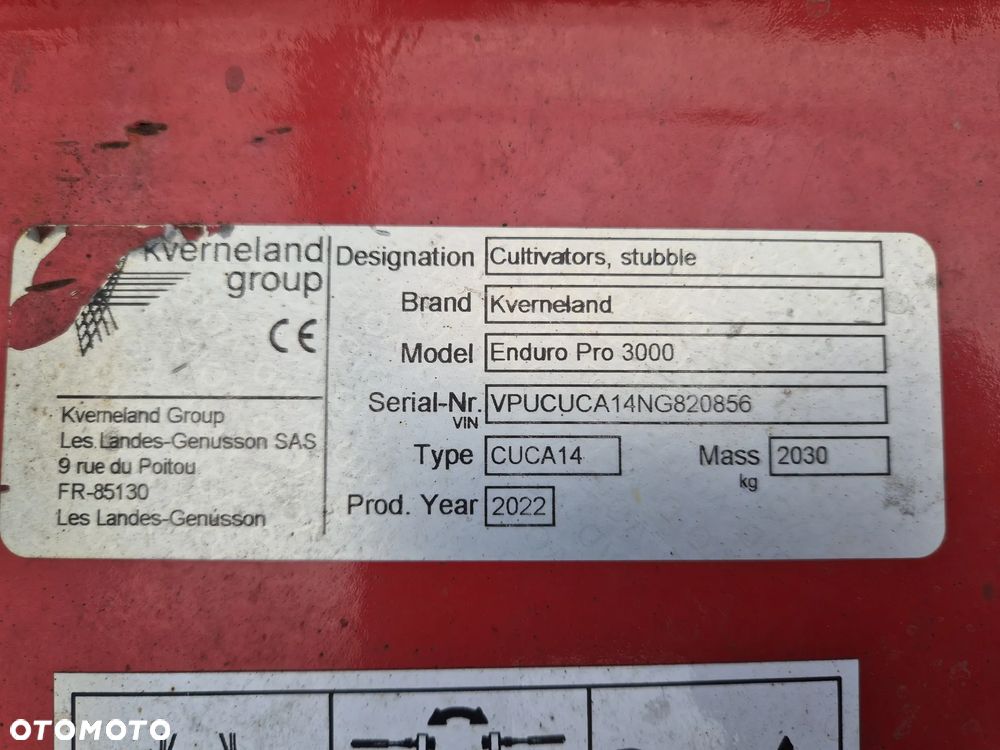 kverneland
group
CE
Kverneland Group
Les Landes-Genusson SAS
9 rue du Poitou
FR-85130
Les Landes-Genusson
Designation Cultivators, stubble
Brand Kverneland
Model Enduro Pro 3000
Serial-Nr. VPUCUCA14NG820856
VIN
Type CUCA14 Mass 2030
kg
Prod. Year 2022
OTOMOTO